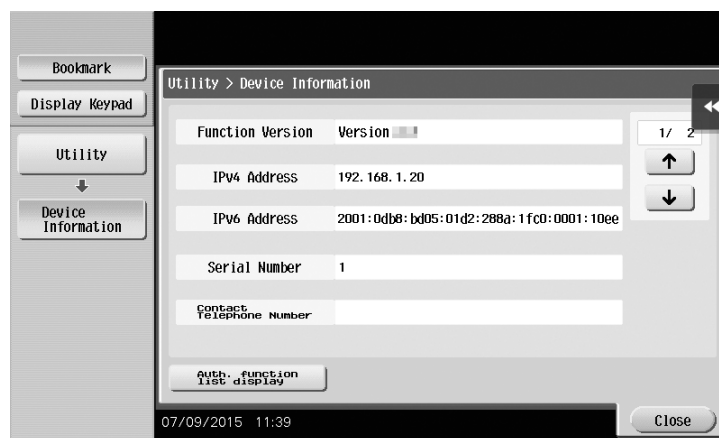 Bookmark
Display Keypad
Utility
Device
Information
Utility > Device Information
Function Version Version
IPv4 Address 192.168.1.20
IPv6 Address 2001:0db8:bd05:01d2:288a:1fc0:0001:10ee
Serial Number 1
Contact
Telephone Number
1/ 2
Auth. function
list display
07/09/2015 11:39
Close